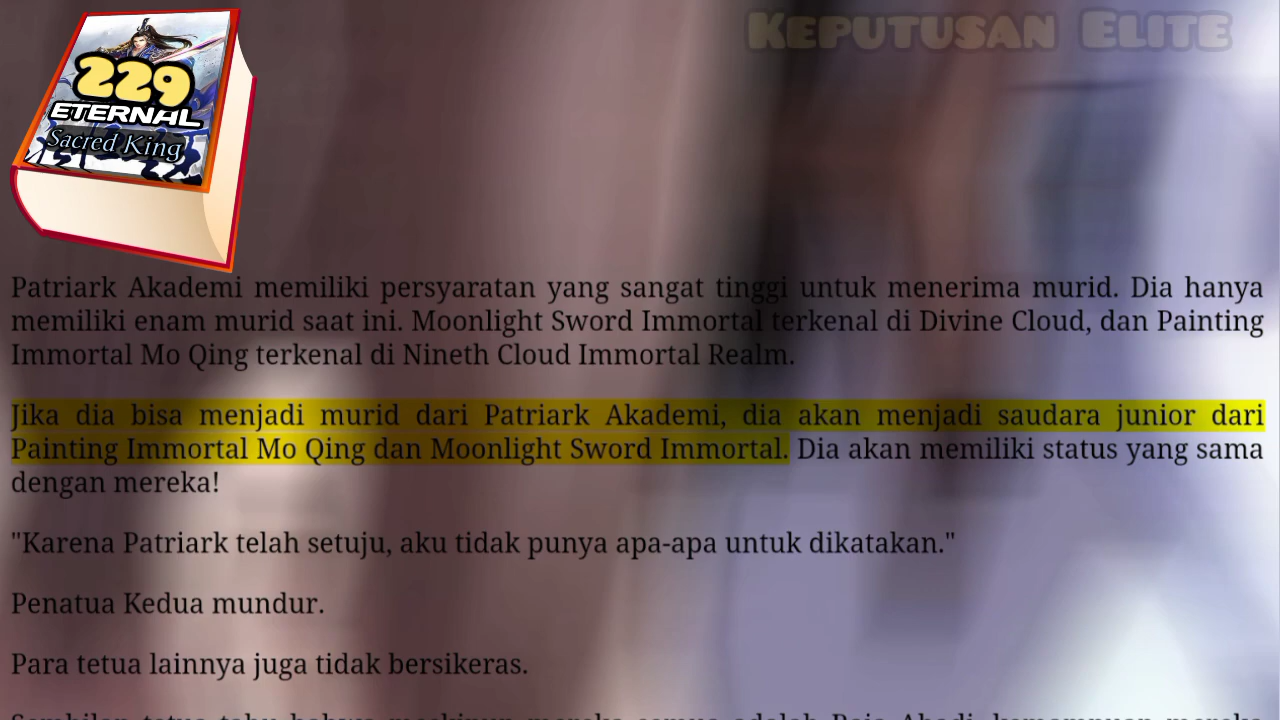 Keputusan Elite
229
ETERNAL
Sacred King
Patriark Akademi memiliki persyaratan yang sangat tinggi untuk menerima murid. Dia hanya
memiliki enam murid saat ini. Moonlight Sword Immortal terkenal di Divine Cloud, dan Painting
Immortal Mo Qing terkenal di Nineth Cloud Immortal Realm.
Jika dia bisa menjadi murid dari Patriark Akademi, dia akan menjadi saudara junior dari
Painting Immortal Mo Qing dan Moonlight Sword Immortal. Dia akan memiliki status yang sama
dengan mereka!
"Karena Patriark telah setuju, aku tidak punya apa-apa untuk dikatakan."
Penatua Kedua mundur.
Para tetua lainnya juga tidak bersikeras.